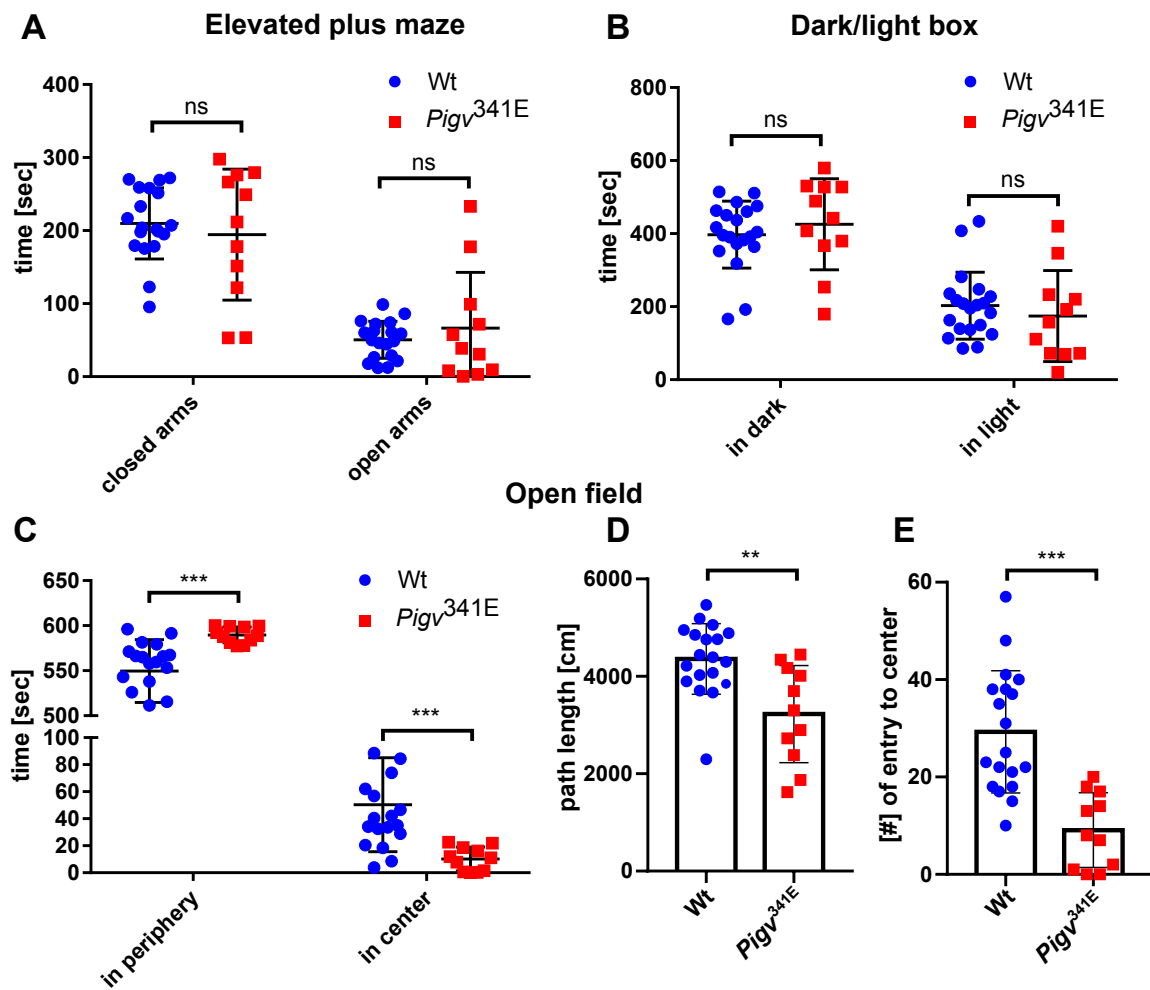 A
Elevated plus maze
400
300
200
100
0
time [sec]
ns
ns
Wt
Pigv341E
closed arms
open arms
B
Dark/light box
800
600
400
200
0
time [sec]
ns
ns
Wt
Pigv341E
in dark
in light
Open field
C
650
600
550
500
100
80
60
40
20
0
time [sec]
***
***
Wt
Pigv341E
in periphery
in center
D
6000
4000
2000
0
path length [cm]
**
Wt
Pigv341E
E
60
40
20
0
[#] of entry to center
***
Wt
Pigv341E